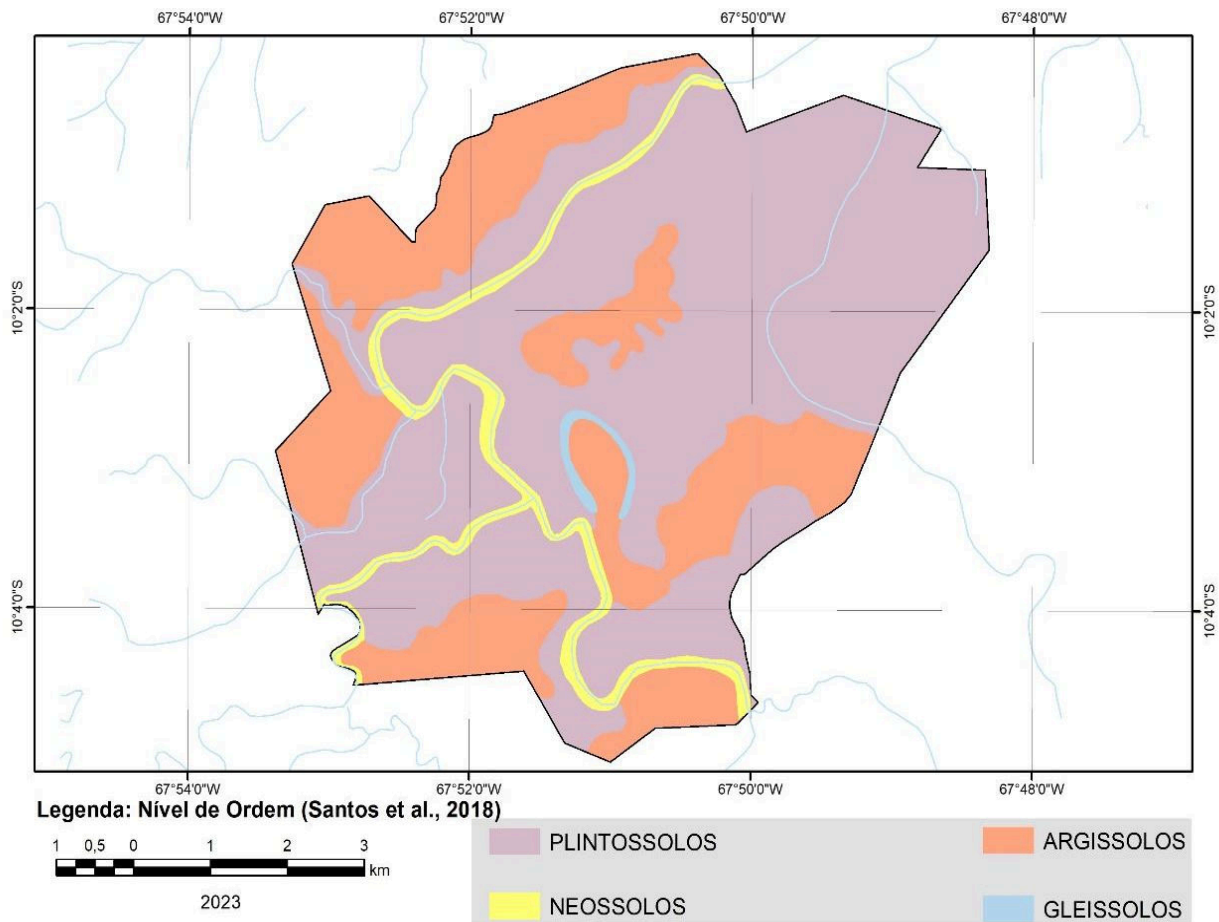 67°54'0"W 67°52'0"W 67°50'0"W 67°48'0"W
10°2'0"S 10°2'0"S
10°4'0"S 10°4'0"S
67°54'0"W 67°52'0"W 67°50'0"W 67°48'0"W
Legenda: Nível de Ordem (Santos et al., 2018)
1 0,5 0 1 2 3
km
2023
PLINTOSSOLOS ARGISSOLOS
NEOSSOLOS GLEISSOLOS